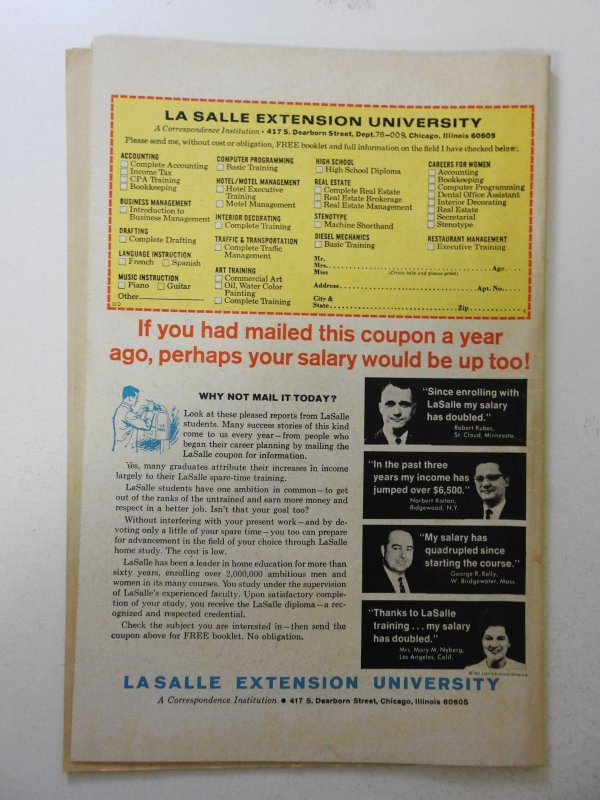 LA SALLE EXTENSION UNIVERSITY
A Correspondence Institution • 417 S. Dearborn Street, Dept. 78-009, Chicago, Illinois 60605
Please send me, without cost or obligation, FREE booklet and full information on the field I have checked below:
ACCOUNTING
Complete Accounting
Income Tax
CPA Training
Bookkeeping
BUSINESS MANAGEMENT
Introduction to
Business Management
DRAFTING
Complete Drafting
LANGUAGE INSTRUCTION
French Spanish
MUSIC INSTRUCTION
Piano Guitar
Other
COMPUTER PROGRAMMING
Basic Training
HOTEL/MOTEL MANAGEMENT
Hotel Executive
Training
Motel Management
INTERIOR DECORATING
Complete Training
TRAFFIC & TRANSPORTATION
Complete Traffic
Management
ART TRAINING
Commercial Art
Oil, Water Color
Painting
Complete Training
HIGH SCHOOL
High School Diploma
REAL ESTATE
Complete Real Estate
Real Estate Brokerage
Real Estate Management
STENOTYPE
Machine Shorthand
DIESEL MECHANICS
Basic Training
CAREERS FOR WOMEN
Accounting
Bookkeeping
Computer Programming
Dental Office Assistant
Interior Decorating
Real Estate
Secretarial
Stenotype
RESTAURANT MANAGEMENT
Executive Training
Mr.
Mrs. Age
Miss (Circle title and please print)
Address Apt. No.
City &
State Zip
If you had mailed this coupon a year
ago, perhaps your salary would be up too!
WHY NOT MAIL IT TODAY?
Look at these pleased reports from LaSalle
students. Many success stories of this kind
come to us every year—from people who
began their career planning by mailing the
LaSalle coupon for information.
Yes, many graduates attribute their increases in income
largely to their LaSalle spare-time training.
LaSalle students have one ambition in common—to get
out of the ranks of the untrained and earn more money and
respect in a better job. Isn't that your goal too?
Without interfering with your present work—and by de-
voting only a little of your spare time—you too can prepare
for advancement in the field of your choice through LaSalle
home study. The cost is low.
LaSalle has been a leader in home education for more than
sixty years, enrolling over 2,000,000 ambitious men and
women in its many courses. You study under the supervision
of LaSalle's experienced faculty. Upon satisfactory comple-
tion of your study, you receive the LaSalle diploma—a rec-
ognized and respected credential.
Check the subject you are interested in—then send the
coupon above for FREE booklet. No obligation.
"Since enrolling with
LaSalle my salary
has doubled."
Robert Kubec,
St. Cloud, Minnesota.
"In the past three
years my income has
jumped over $6,500."
Norbert Kaitan,
Ridgewood, N.Y.
"My salary has
quadrupled since
starting the course."
George R. Kelly,
W. Bridgewater, Mass.
"Thanks to LaSalle
training...my salary
has doubled."
Mrs. Mary M. Nyberg,
Los Angeles, Calif.
LASALLE EXTENSION UNIVERSITY
A Correspondence Institution • 417 S. Dearborn Street, Chicago, Illinois 60605